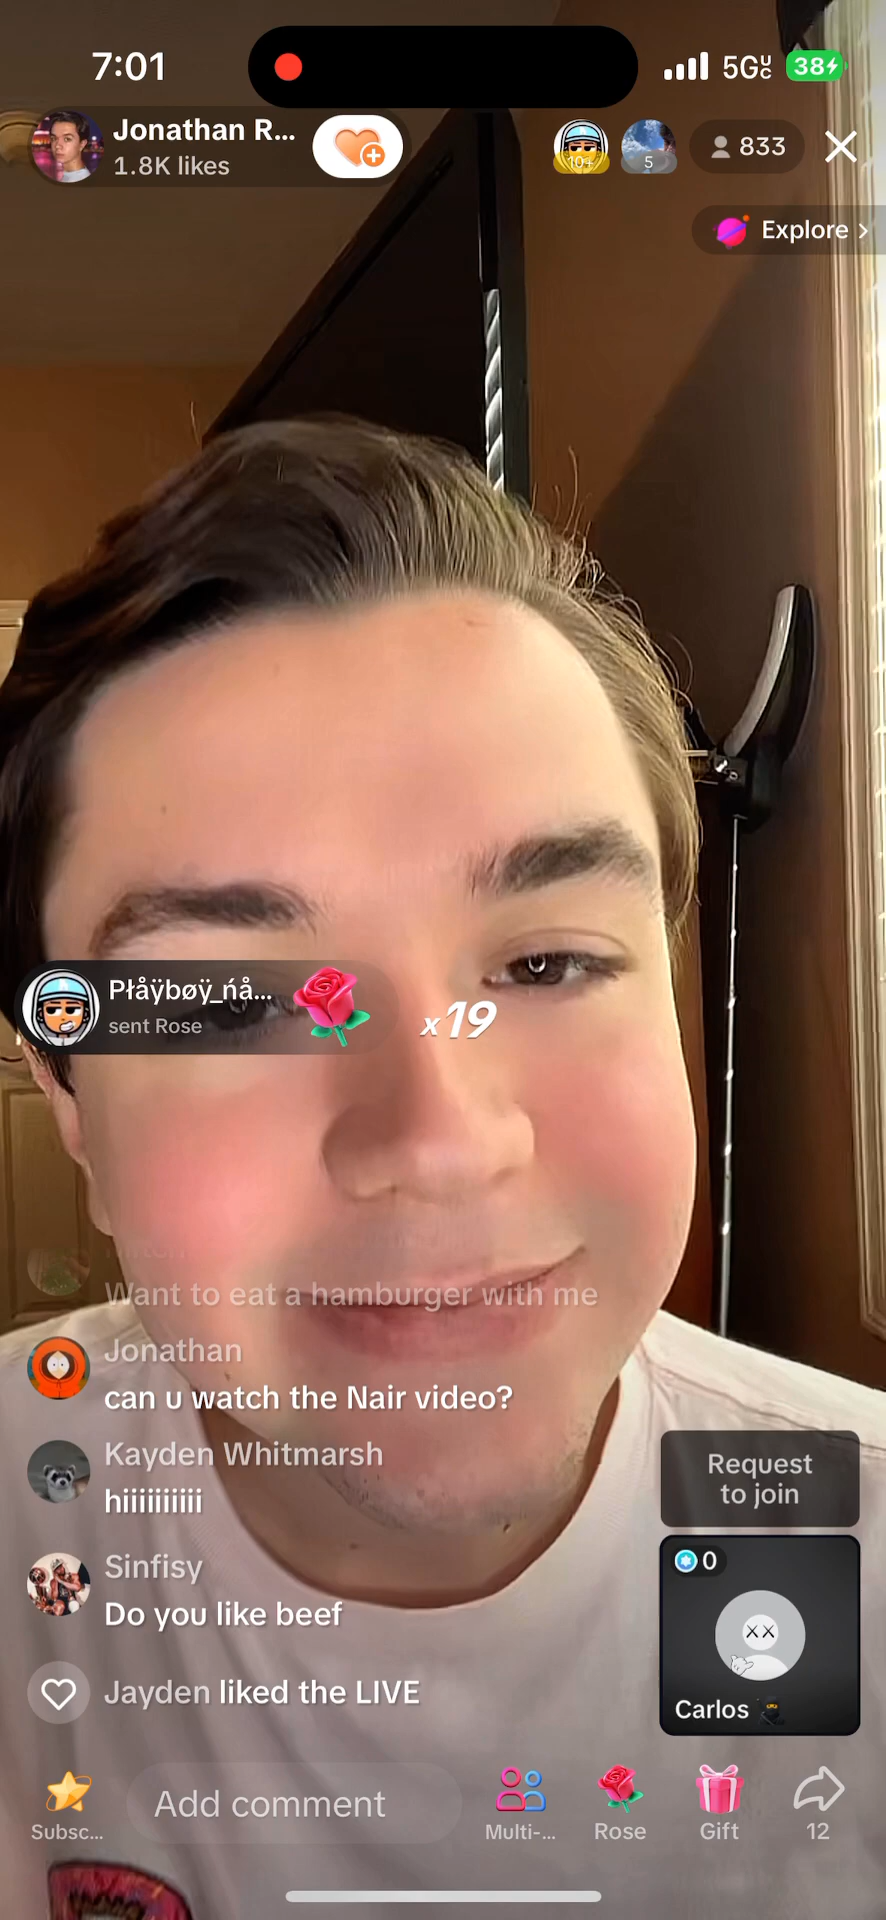 7:01
5G UC
38
Jonathan R...
1.8K likes
10+
5
833
Explore >
Płåÿbøÿ_ńå...
sent Rose
x19
mitch
Want to eat a hamburger with me
Jonathan
can u watch the Nair video?
Kayden Whitmarsh
hiiiiiiiiii
Sinfisy
Do you like beef
Jayden liked the LIVE
Request
to join
0
Carlos
Add comment
Subsc...
Multi-...
Rose
Gift
12